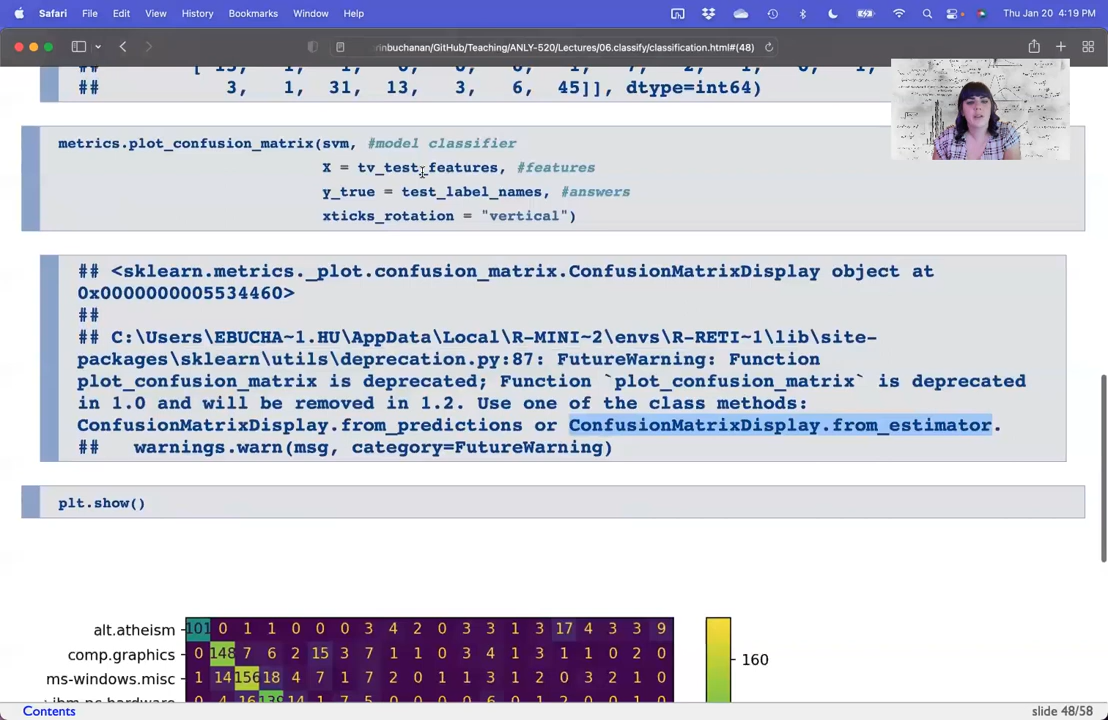 Safari File Edit View History Bookmarks Window Help Thu Jan 20 4:19 PM
rinbuchanan/GitHub/Teaching/ANLY-520/Lectures/06.classify/classification.html#(48)
## 3, 1, 31, 13, 3, 6, 45]], dtype=int64)
metrics.plot_confusion_matrix(svm, #model classifier
X = tv_test_features, #features
y_true = test_label_names, #answers
xticks_rotation = "vertical")
## <sklearn.metrics._plot.confusion_matrix.ConfusionMatrixDisplay object at
0x0000000005534460>
##
## C:\Users\EBUCHA~1.HU\AppData\Local\R-MINI~2\envs\R-RETI~1\lib\site-
packages\sklearn\utils\deprecation.py:87: FutureWarning: Function
plot_confusion_matrix is deprecated; Function `plot_confusion_matrix` is deprecated
in 1.0 and will be removed in 1.2. Use one of the class methods:
ConfusionMatrixDisplay.from_predictions or ConfusionMatrixDisplay.from_estimator.
## warnings.warn(msg, category=FutureWarning)
plt.show()
alt.atheism 101 0 1 1 0 0 0 3 4 2 0 3 3 1 3 17 4 3 3 9
comp.graphics 0 148 7 6 2 15 3 7 1 1 0 3 4 1 3 1 1 0 2 0
160
ms-windows.misc 1 14 156 18 4 7 1 7 2 0 1 1 3 1 2 0 3 2 1 0
Contents slide 48/58